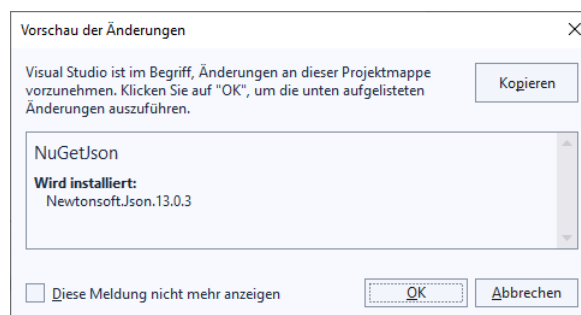 Vorschau der Änderungen
Visual Studio ist im Begriff, Änderungen an dieser Projektmappe
vorzunehmen. Klicken Sie auf "OK", um die unten aufgelisteten
Änderungen auszuführen.
Kopieren
NuGetJson
Wird installiert:
Newtonsoft.Json.13.0.3
Diese Meldung nicht mehr anzeigen
OK
Abbrechen